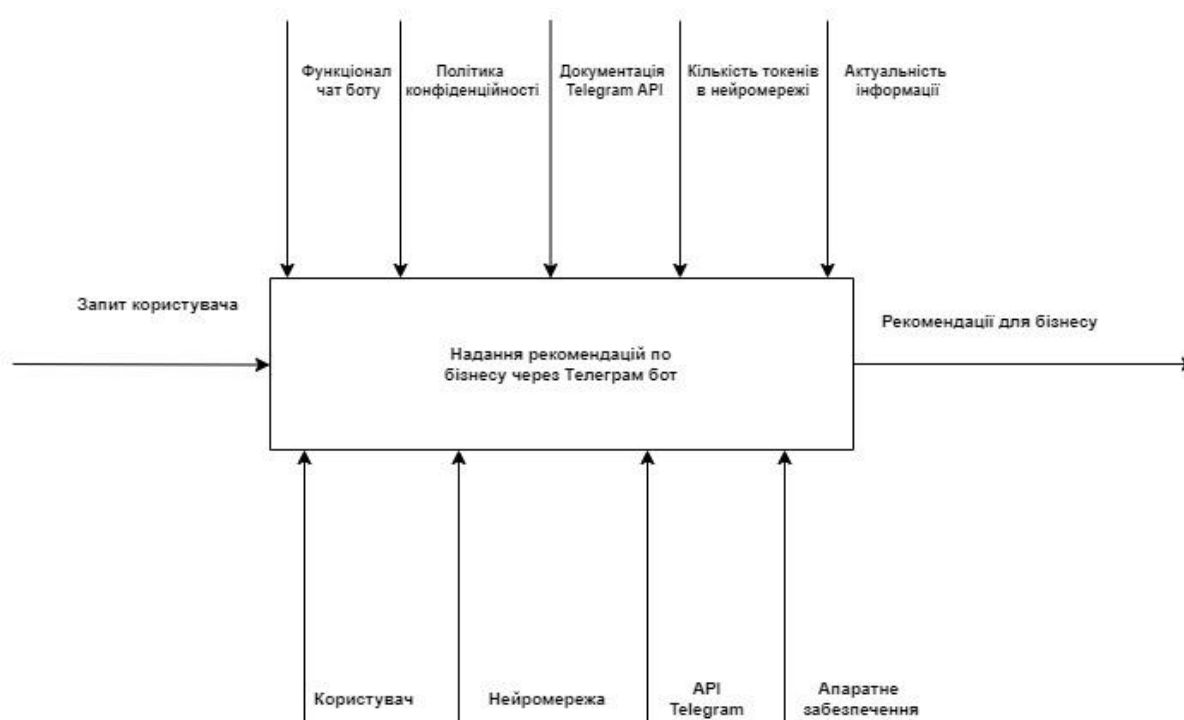 Функціонал
чат боту
Політика
конфіденційності
Документація
Telegram API
Кількість токенів
в нейромережі
Актуальність
інформації
Запит користувача
Надання рекомендацій по
бізнесу через Телеграм бот
Рекомендації для бізнесу
Користувач
Нейромережа
API
Telegram
Апаратне
забезпечення